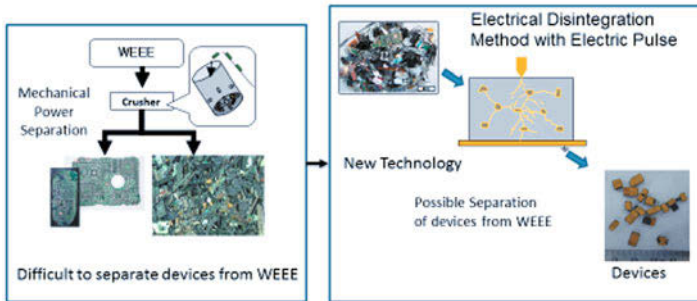 WEEE
Mechanical
Power
Separation
Crusher
Difficult to separate devices from WEEE
Electrical Disintegration
Method with Electric Pulse
New Technology
Possible Separation
of devices from WEEE
Devices